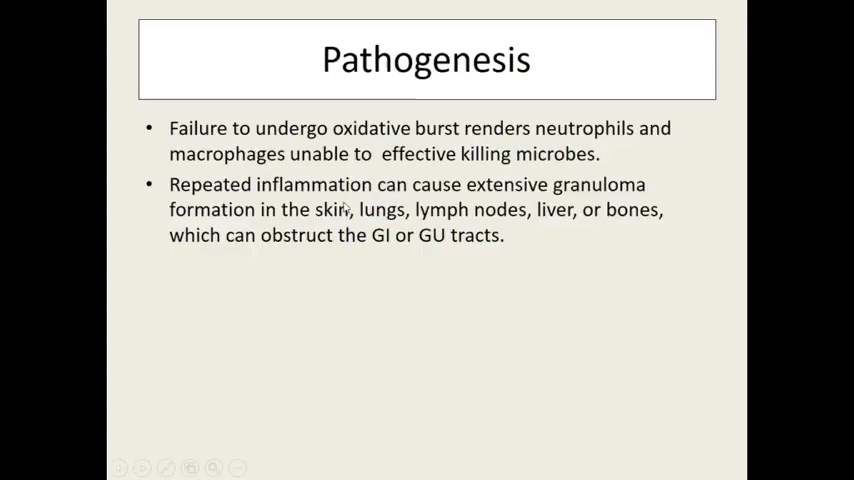 Pathogenesis
• Failure to undergo oxidative burst renders neutrophils and
macrophages unable to effective killing microbes.
• Repeated inflammation can cause extensive granuloma
formation in the skin, lungs, lymph nodes, liver, or bones,
which can obstruct the GI or GU tracts.